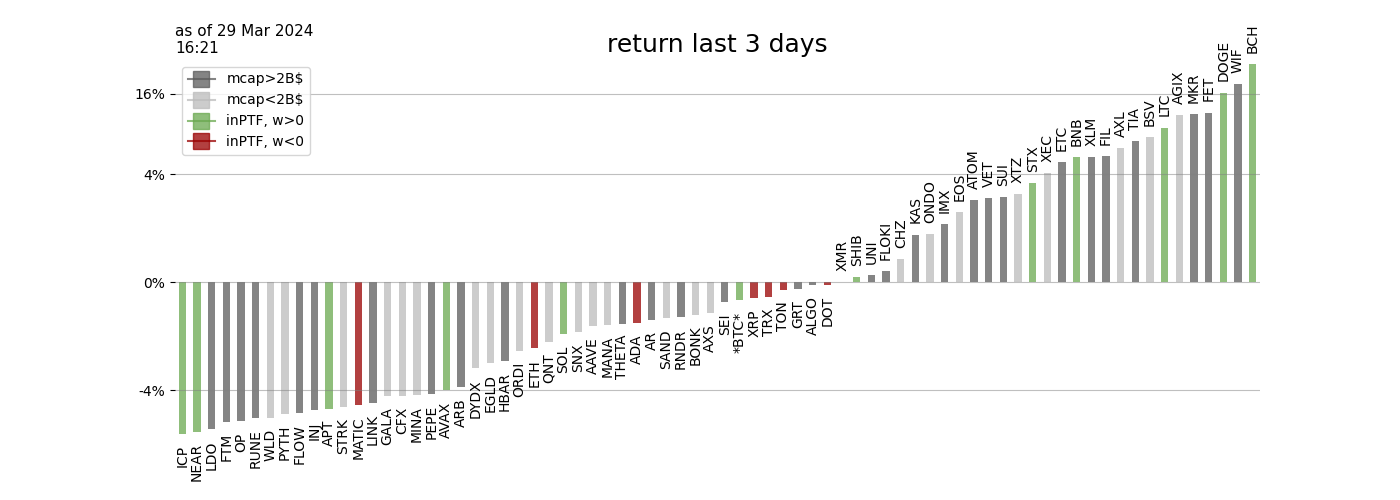 as of 29 Mar 2024
16:21
return last 3 days
mcap>2B$
mcap<2B$
inPTF, w>0
inPTF, w<0
16%
4%
0%
-4%
ICP
NEAR
LDO
FTM
OP
RUNE
WLD
PYTH
FLOW
INJ
APT
STRK
MATIC
LINK
GALA
CFX
MINA
PEPE
AVAX
ARB
DYDX
EGLD
HBAR
ORDI
ETH
QNT
SOL
SNX
AAVE
MANA
THETA
ADA
AR
SAND
RNDR
BONK
AXS
SEI
*BTC*
XRP
TRX
TON
GRT
ALGO
DOT
XMR
SHIB
UNI
FLOKI
CHZ
KAS
ONDO
IMX
EOS
ATOM
VET
SUI
XTZ
STX
XEC
ETC
BNB
XLM
FIL
AXL
TIA
BSV
LTC
AGIX
MKR
FET
DOGE
WIF
BCH